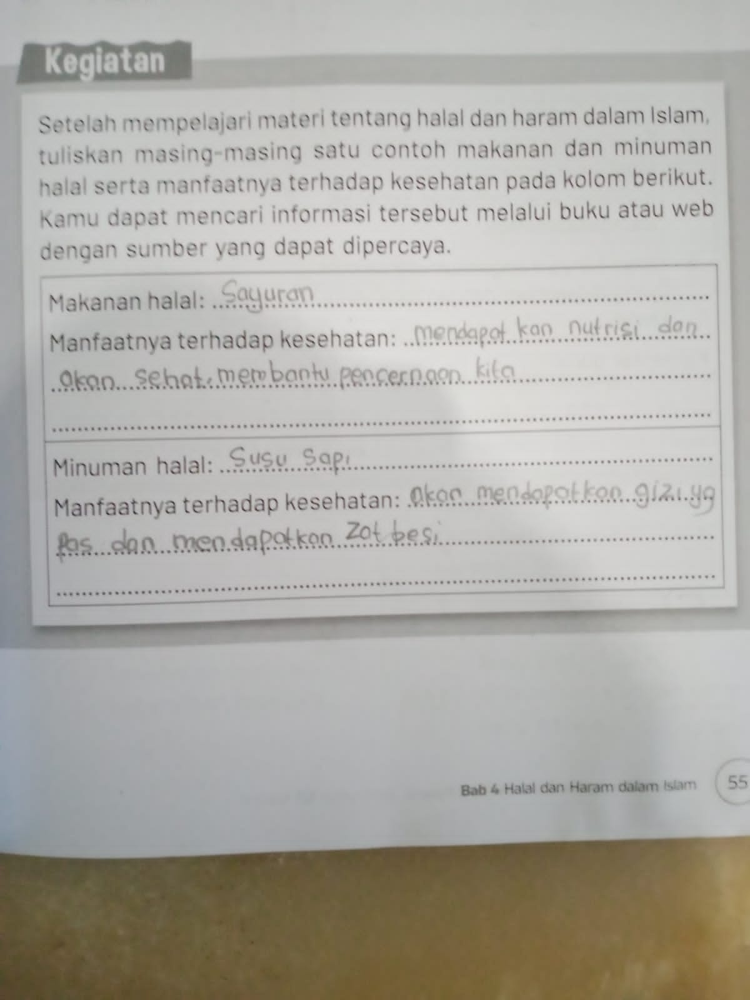 Kegiatan
Setelah mempelajari materi tentang halal dan haram dalam Islam,
tuliskan masing-masing satu contoh makanan dan minuman
halal serta manfaatnya terhadap kesehatan pada kolom berikut.
Kamu dapat mencari informasi tersebut melalui buku atau web
dengan sumber yang dapat dipercaya.
Makanan halal: Sayuran
Manfaatnya terhadap kesehatan: mendapat kan nutrisi dan
akan sehat, membantu pencernaan kita
Minuman halal: Susu Sapi
Manfaatnya terhadap kesehatan: akan mendapatkan gizi yg
pas dan mendapatkan zat besi
Bab 4 Halal dan Haram dalam Islam 55